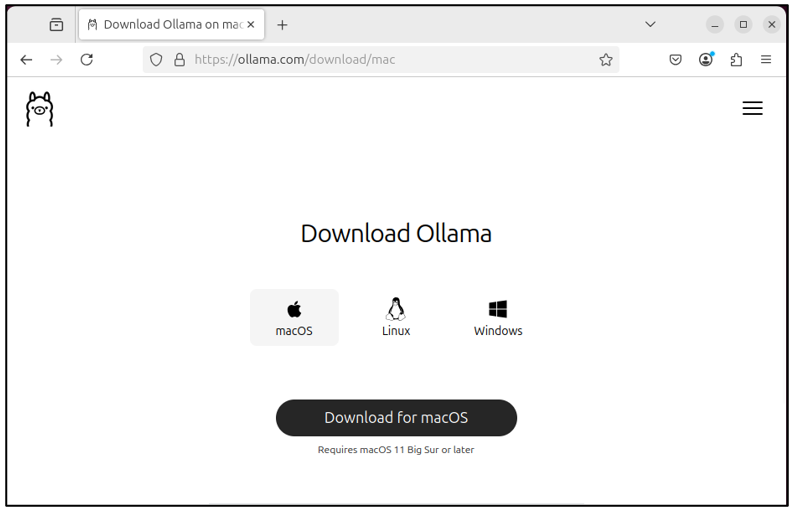 Download Ollama on mac
https://ollama.com/download/mac
Download Ollama
macOS
Linux
Windows
Download for macOS
Requires macOS 11 Big Sur or later